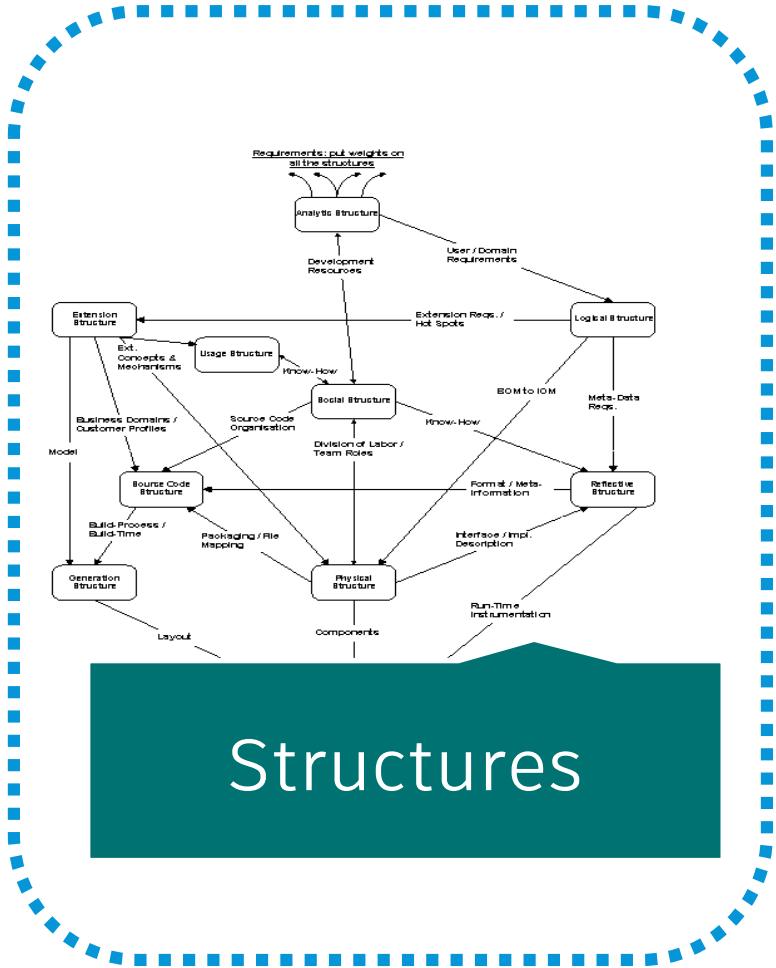 Requirements: put weights on
all the structures
Analytic Structure
User / Domain
Requirements
Development
Resources
Extension
Structure
Extension Reqs. /
Hot Spots
Logical Structure
Ext.
Concepts &
Mechanisms
Usage Structure
Know-How
Social Structure
EOM to IOM
Meta-Data
Reqs.
Business Domains /
Customer Profiles
Source Code
Organisation
Know-How
Division of Labor /
Team Roles
Model
Source Code
Structure
Format / Meta-
Information
Reflective
Structure
Build-Process /
Build-Time
Packaging / File
Mapping
Interface / Impl.
Description
Generation
Structure
Physical
Structure
Run-Time
Instrumentation
Layout
Components
Structures